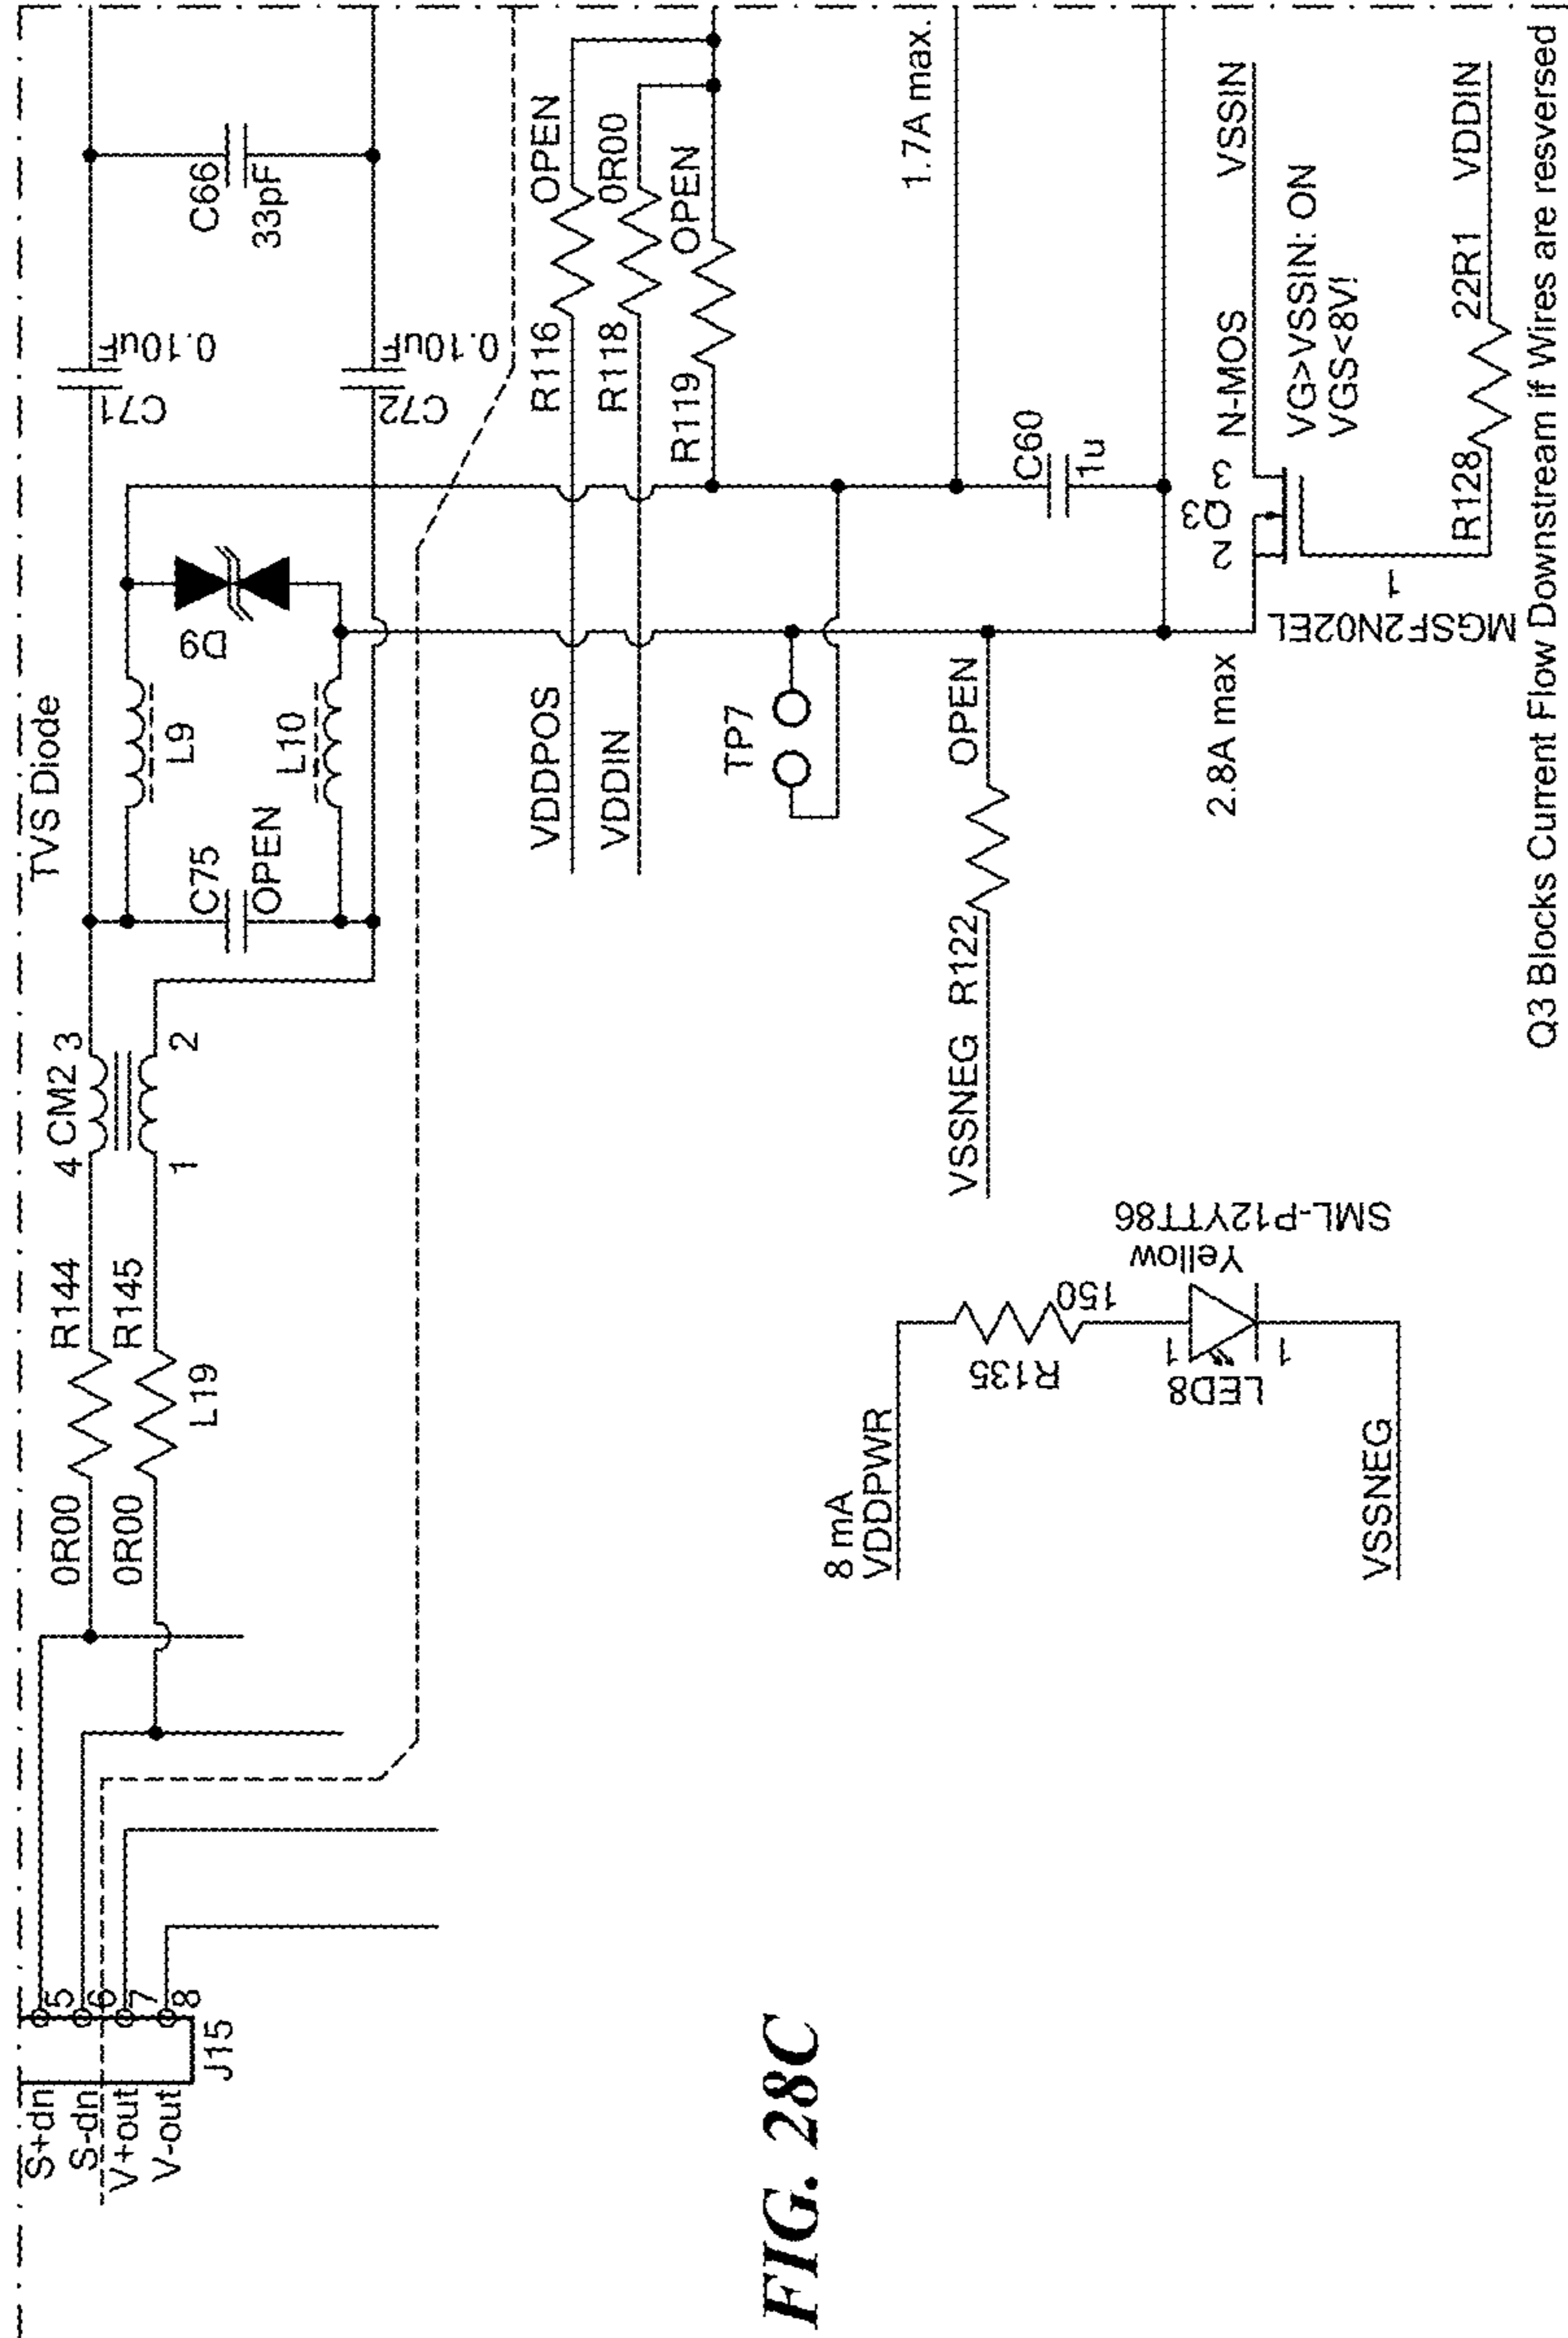 S+dn
S-dn
V+out
V-out
5
6
7
8
J15
0R00
R144
0R00
R145
L19
4
CM2
3
1
2
TVS Diode
C75
OPEN
L9
L10
D9
C71
0.10uF
C72
0.10uF
C66
33pF
VDDPOS
R116
OPEN
VDDIN
R118
0R00
R119
OPEN
TP7
1.7A max.
C60
1u
VSSNEG
R122
OPEN
2.8A max
2
Q3
3
N-MOS
VSSIN
VG>VSSIN: ON
VGS<8V!
1
MGSF2N02EL
R128
22R1
VDDIN
Q3 Blocks Current Flow Downstream if Wires are resversed
8 mA
VDDPWR
R135
150
Yellow
SML-P12YTT86
1
LED8
1
VSSNEG
FIG. 28C